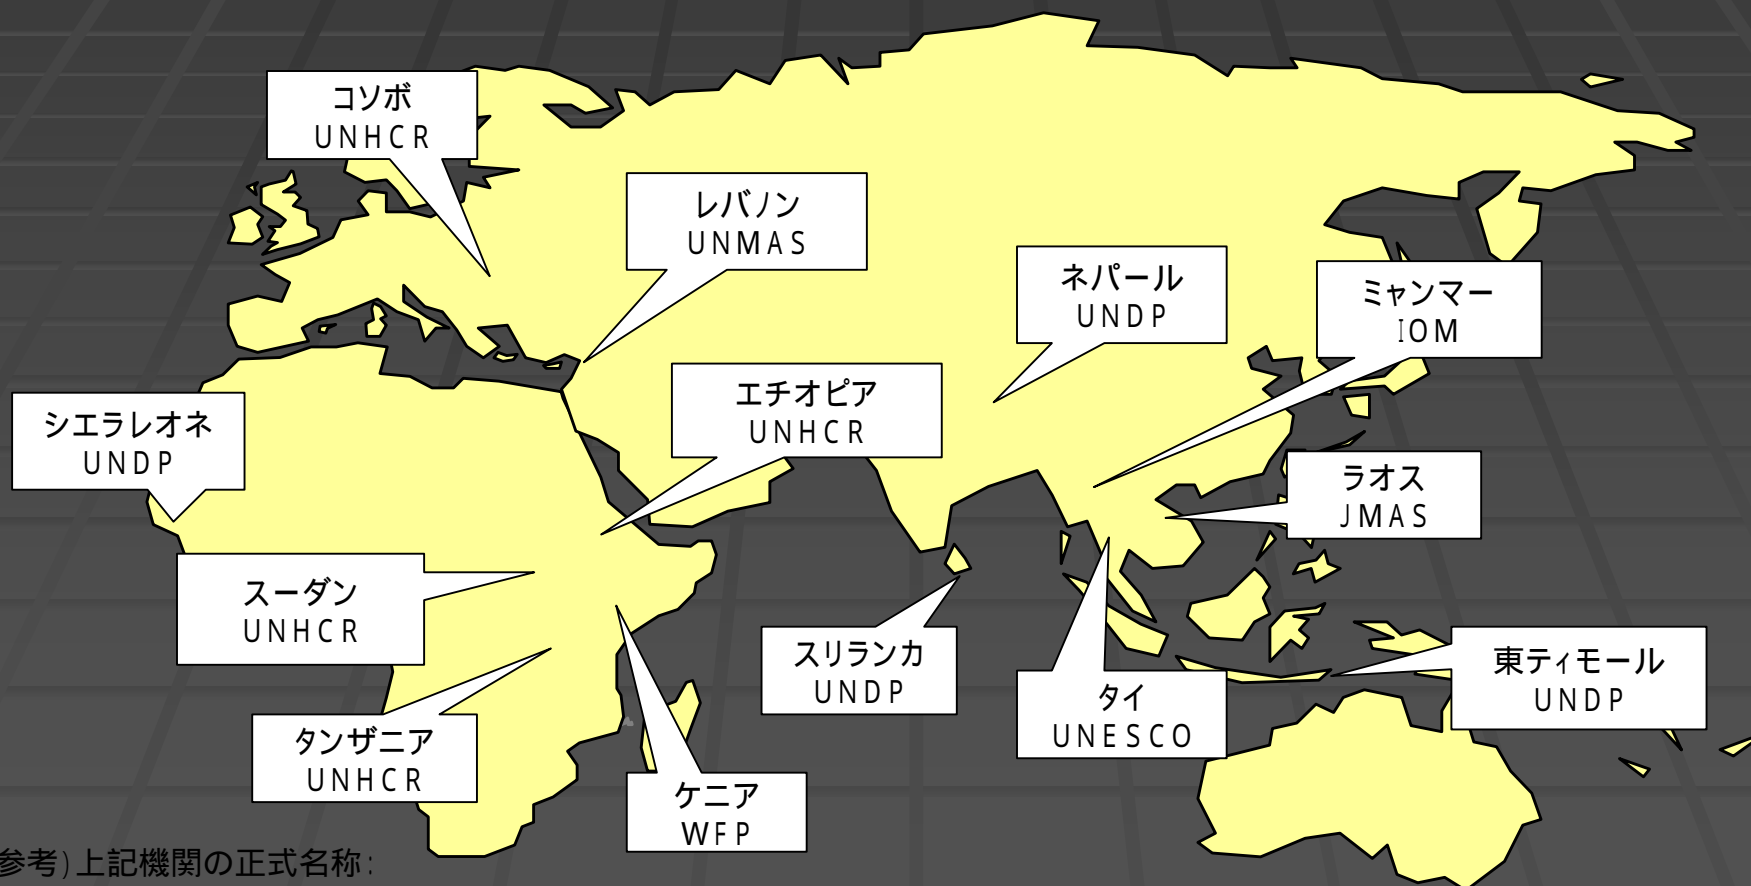 コソボ
UNHCR
レバノン
UNMAS
ネパール
UNDP
ミャンマー
IOM
エチオピア
UNHCR
シエラレオネ
UNDP
ラオス
JMAS
スーダン
UNHCR
スリランカ
UNDP
タイ
UNESCO
東ティモール
UNDP
タンザニア
UNHCR
ケニア
WFP
参考)上記機関の正式名称: